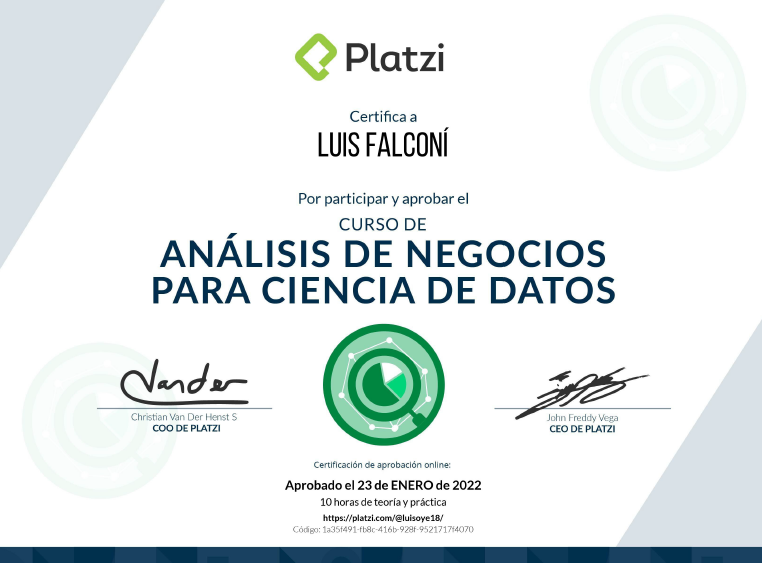 Platzi
Certifica a
LUIS FALCONÍ
Por participar y aprobar el
CURSO DE
ANÁLISIS DE NEGOCIOS
PARA CIENCIA DE DATOS
Vander
Christian Van Der Henst S
COO DE PLATZI
John Freddy Vega
CEO DE PLATZI
Certificación de aprobación online:
Aprobado el 23 de ENERO de 2022
10 horas de teoría y práctica
https://platzi.com/@luisoye18/
Código: 1a35f491-fb8c-416b-928f-9521717f4070